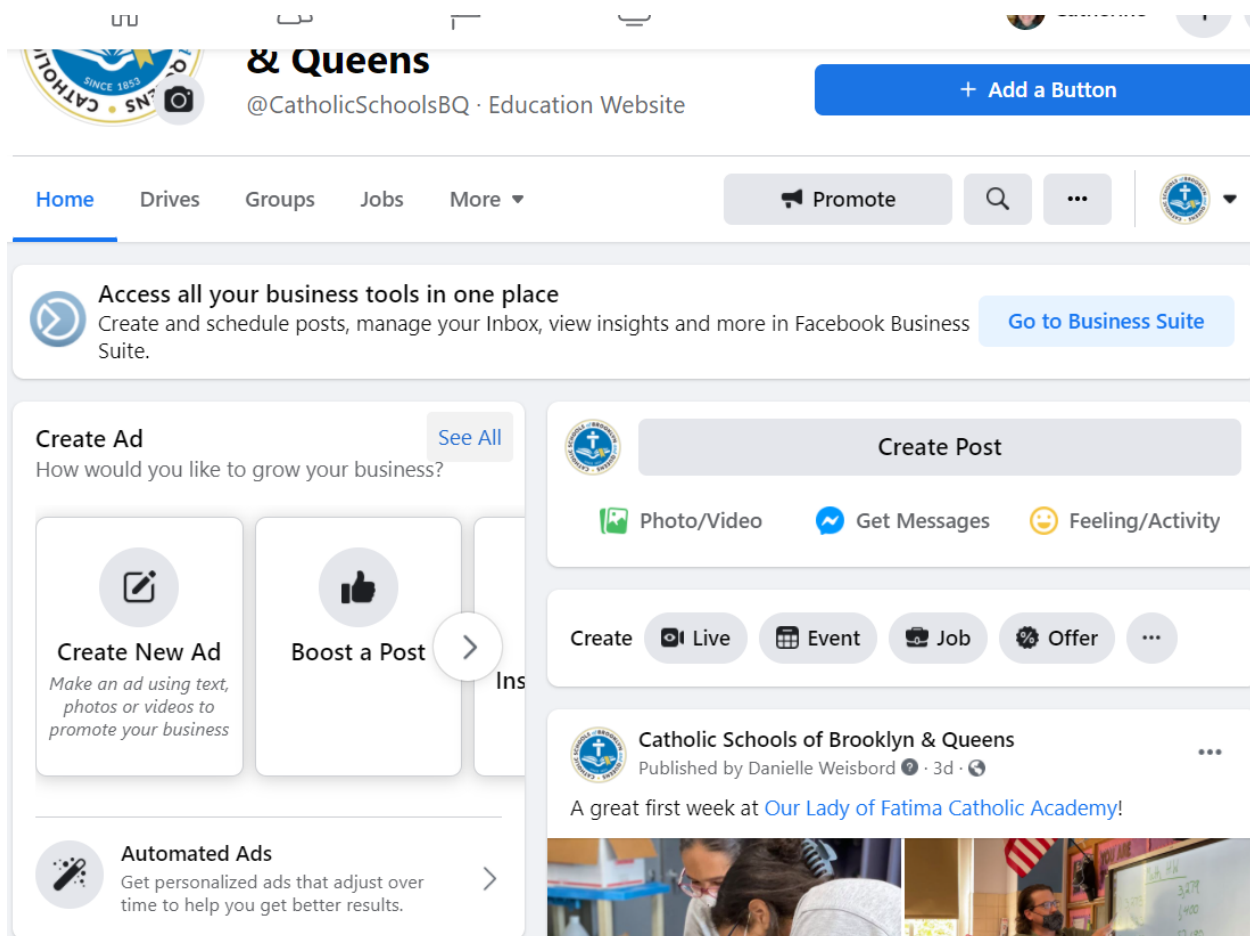 & Queens
@CatholicSchoolsBQ · Education Website
SINCE 1853
+ Add a Button
Home Drives Groups Jobs More
Promote
Access all your business tools in one place
Create and schedule posts, manage your Inbox, view insights and more in Facebook Business
Suite.
Go to Business Suite
Create Ad
See All
How would you like to grow your business?
Create New Ad
Make an ad using text,
photos or videos to
promote your business
Boost a Post
Ins
Automated Ads
Get personalized ads that adjust over
time to help you get better results.
Create Post
Photo/Video Get Messages Feeling/Activity
Create Live Event Job Offer
Catholic Schools of Brooklyn & Queens
Published by Danielle Weisbord · 3d ·
A great first week at Our Lady of Fatima Catholic Academy!